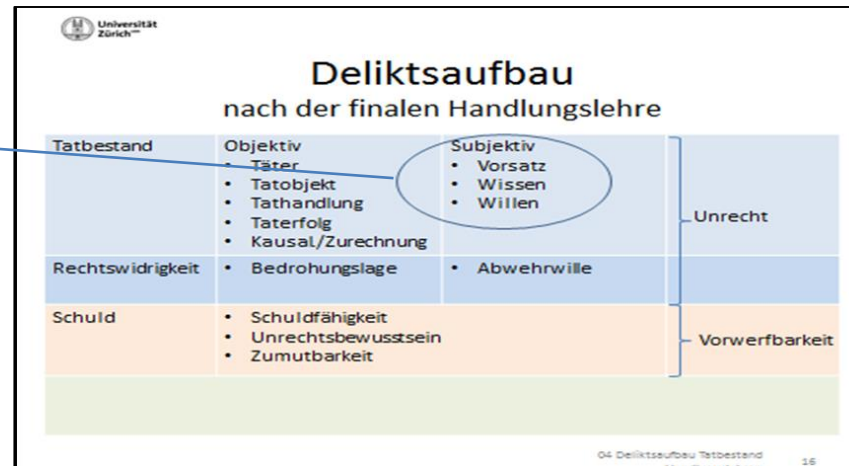 Universität
Zürich UZH
Deliktsaufbau
nach der finalen Handlungslehre
Tatbestand
Objektiv
• Täter
• Tatobjekt
• Tathandlung
• Taterfolg
• Kausal./Zurechnung
Subjektiv
• Vorsatz
• Wissen
• Willen
Unrecht
Rechtswidrigkeit
• Bedrohungslage
• Abwehrwille
Schuld
• Schuldfähigkeit
• Unrechtsbewusstsein
• Zumutbarkeit
Vorwerfbarkeit
04 Deliktsaufbau Tatbestand
16